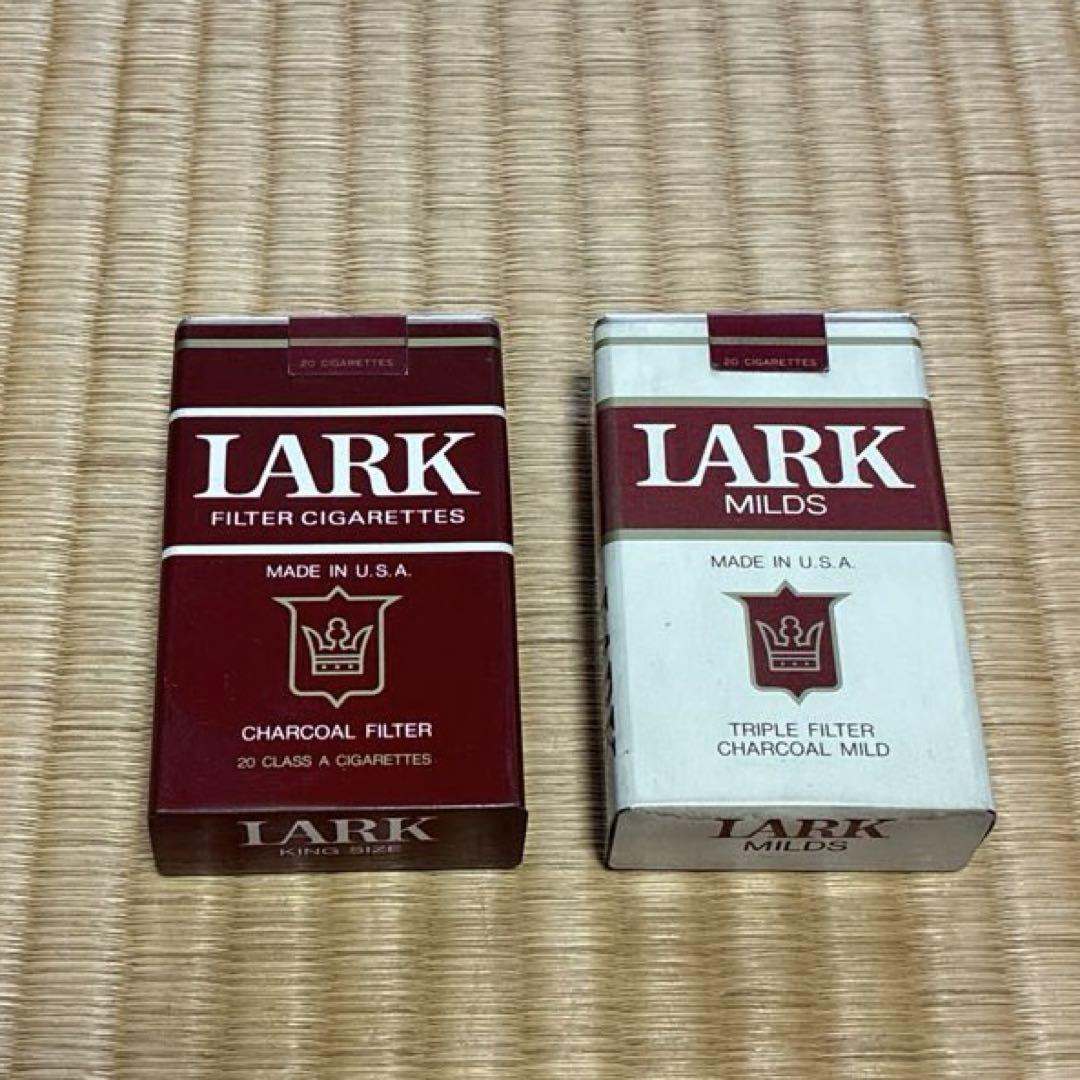 20 CIGARETTES
LARK
FILTER CIGARETTES
MADE IN U.S.A.
CHARCOAL FILTER
20 CLASS A CIGARETTES
LARK
KING SIZE
20 CIGARETTES
LARK
MILDS
MADE IN U.S.A.
TRIPLE FILTER
CHARCOAL MILD
LARK
MILDS